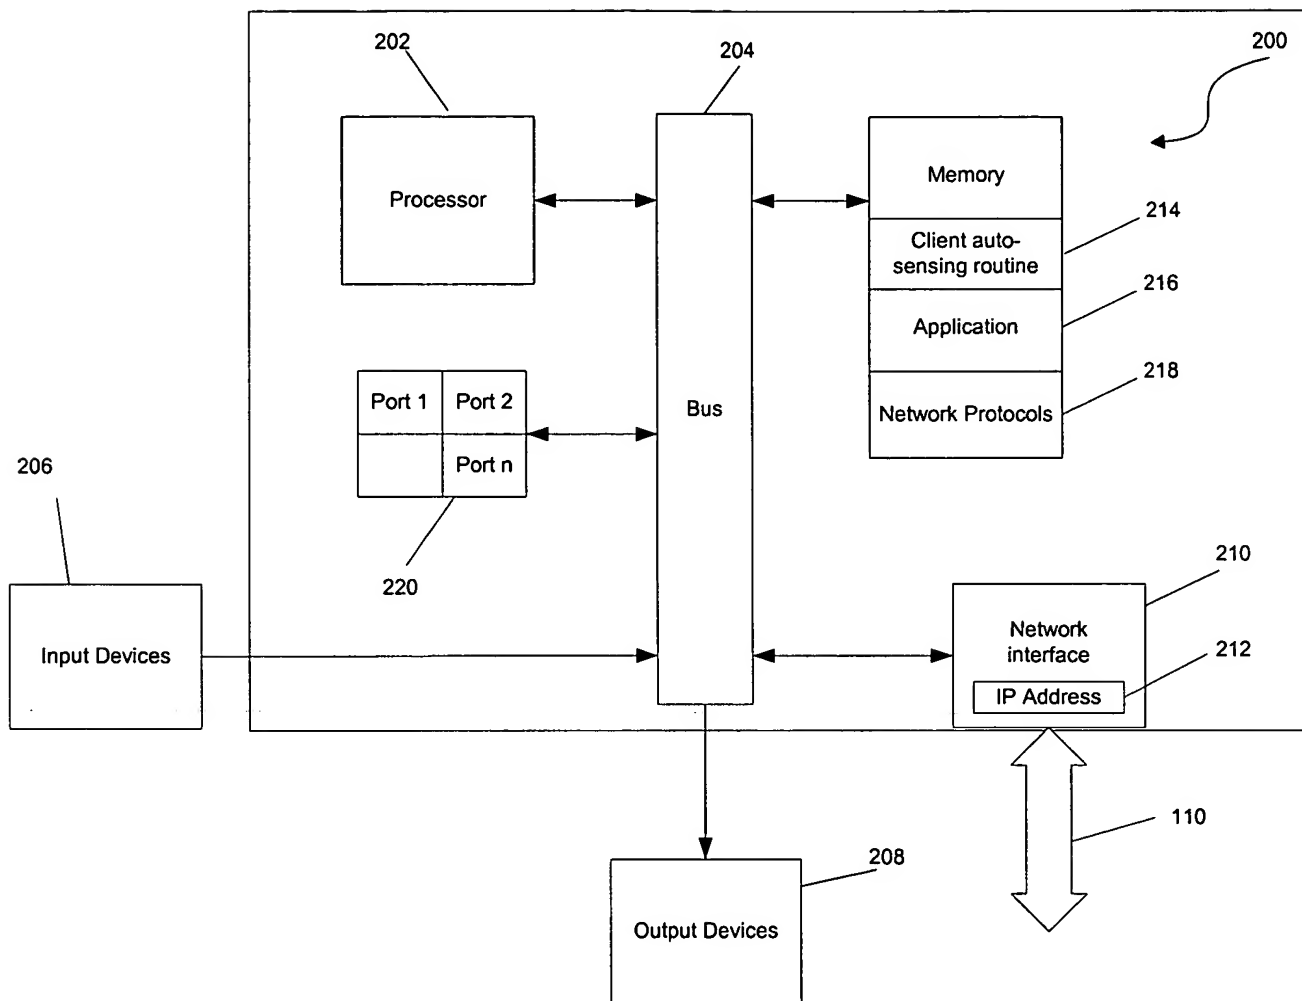 202
204
200
Processor
Memory
214
Client auto-
sensing routine
216
Application
218
Network Protocols
Port 1
Port 2
Port n
Bus
220
206
Input Devices
210
Network
interface
212
IP Address
110
208
Output Devices